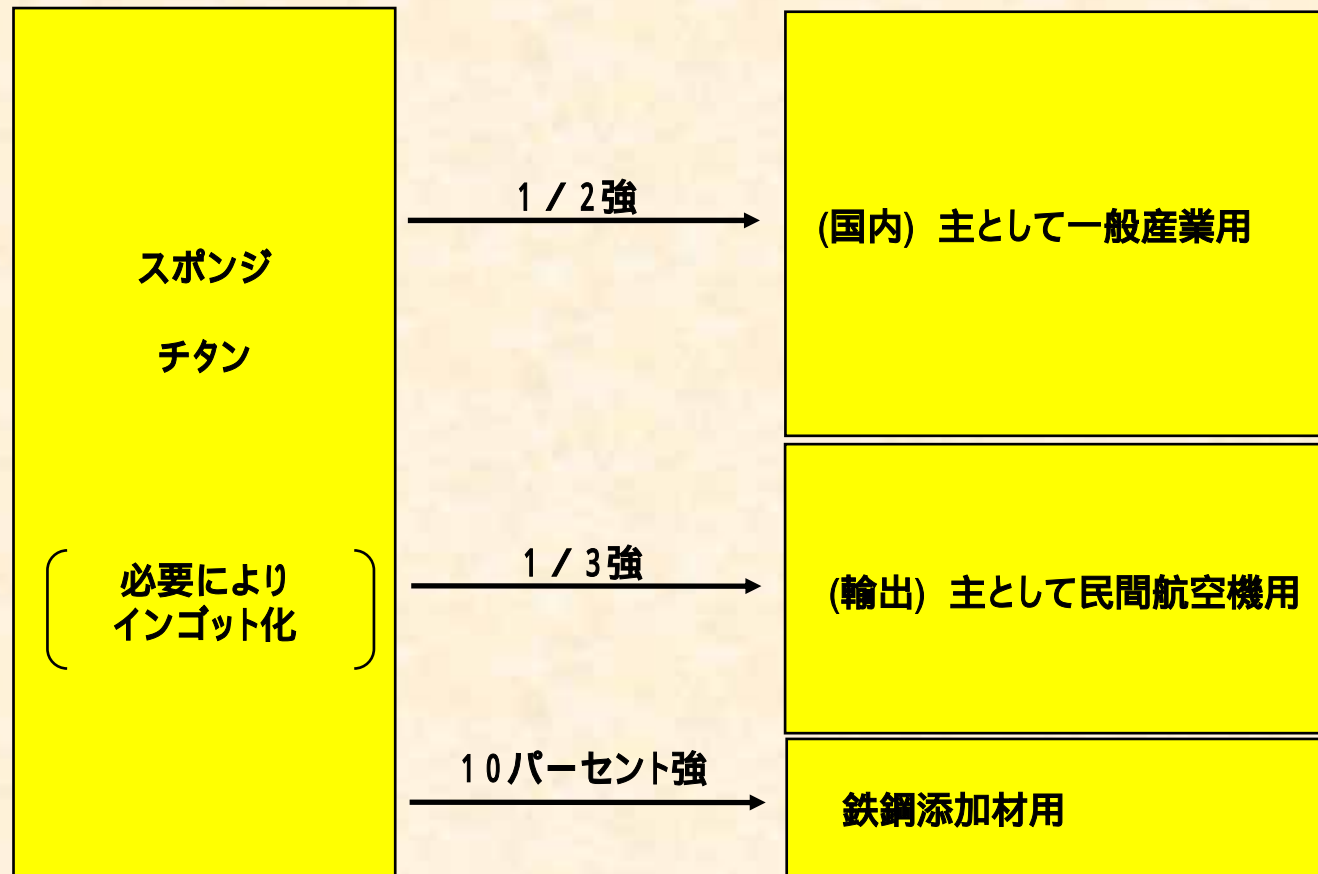 スポンジ
チタン
必要により
インゴット化
1/2強
(国内) 主として一般産業用
1/3強
(輸出) 主として民間航空機用
10パーセント強
鉄鋼添加材用